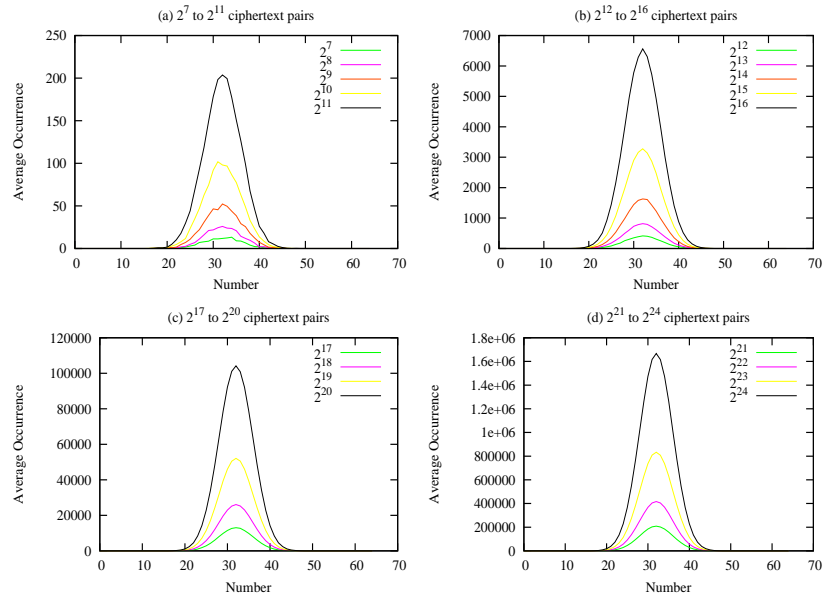 (a) 2^7 to 2^11 ciphertext pairs
250
200
150
100
50
0
0 10 20 30 40 50 60 70
Average Occurrence
Number
2^7
2^8
2^9
2^10
2^11
(b) 2^12 to 2^16 ciphertext pairs
7000
6000
5000
4000
3000
2000
1000
0
0 10 20 30 40 50 60 70
Average Occurrence
Number
2^12
2^13
2^14
2^15
2^16
(c) 2^17 to 2^20 ciphertext pairs
120000
100000
80000
60000
40000
20000
0
0 10 20 30 40 50 60 70
Average Occurrence
Number
2^17
2^18
2^19
2^20
(d) 2^21 to 2^24 ciphertext pairs
1.8e+06
1.6e+06
1.4e+06
1.2e+06
1e+06
800000
600000
400000
200000
0
0 10 20 30 40 50 60 70
Average Occurrence
Number
2^21
2^22
2^23
2^24